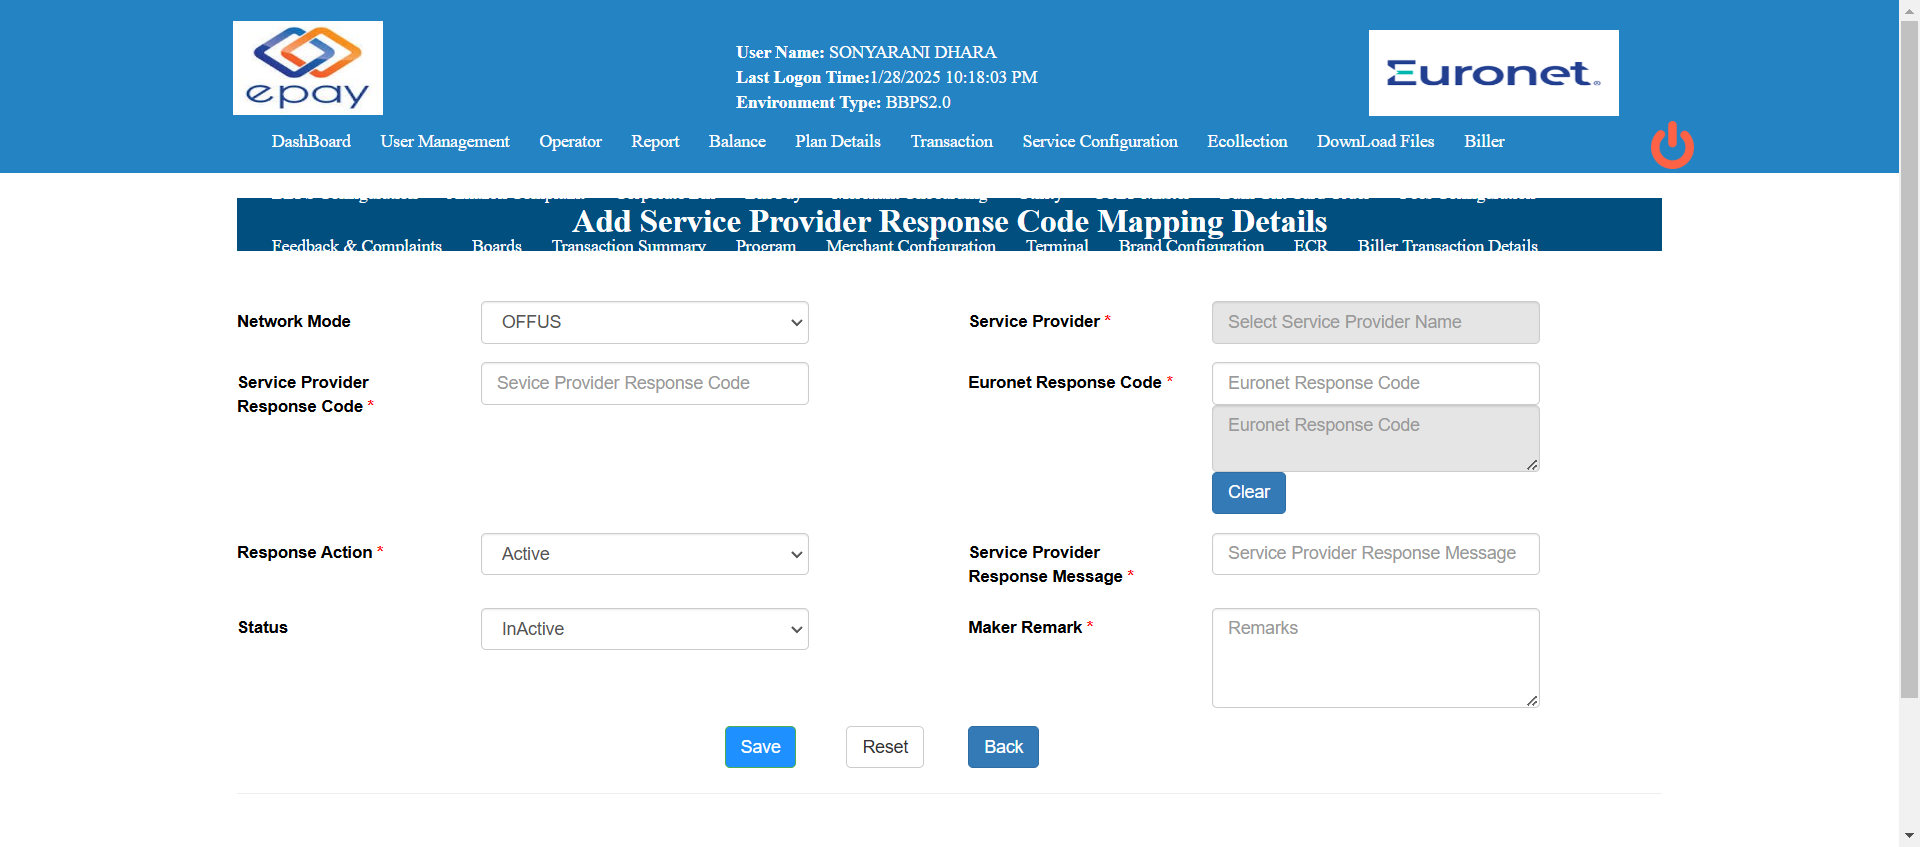 epay
User Name: SONYARANI DHARA
Last Logon Time:1/28/2025 10:18:03 PM
Environment Type: BBPS2.0
Euronet
DashBoard User Management Operator Report Balance Plan Details Transaction Service Configuration Ecollection DownLoad Files Biller
Add Service Provider Response Code Mapping Details
Feedback & Complaints Boards Transaction Summary Program Merchant Configuration Terminal Brand Configuration ECR Biller Transaction Details
Network Mode OFFUS Service Provider * Select Service Provider Name
Service Provider Response Code * Sevice Provider Response Code Euronet Response Code * Euronet Response Code
Euronet Response Code
Clear
Response Action * Active Service Provider Response Message * Service Provider Response Message
Status InActive Maker Remark * Remarks
Save Reset Back